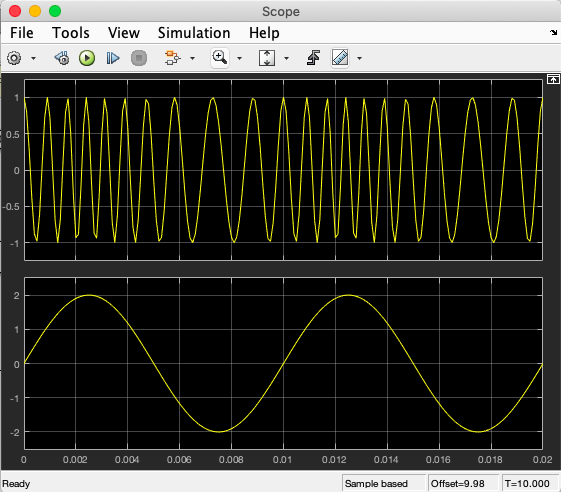 Scope
File Tools View Simulation Help
1
0.5
0
-0.5
-1
2
1
0
-1
-2
0 0.002 0.004 0.006 0.008 0.01 0.012 0.014 0.016 0.018 0.02
Ready Sample based Offset=9.98 T=10.000